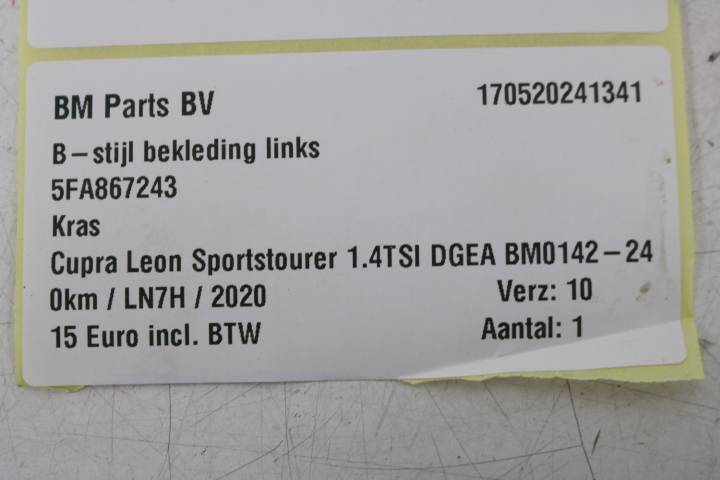 BM Parts BV 170520241341
B-stijl bekleding links
5FA867243
Kras
Cupra Leon Sportstourer 1.4TSI DGEA BM0142-24
0km / LN7H / 2020 Verz: 10
15 Euro incl. BTW Aantal: 1